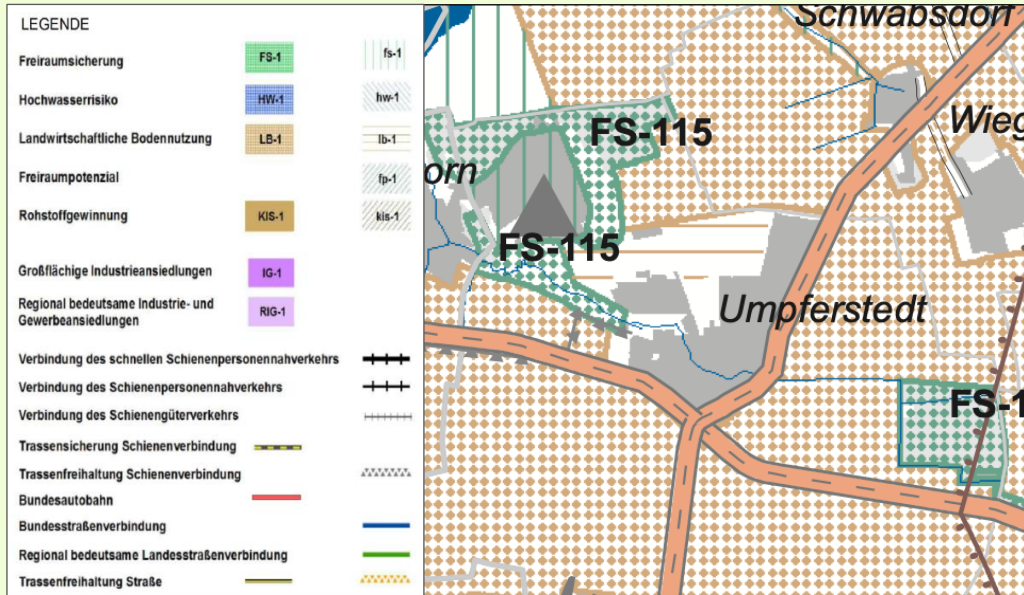 LEGENDE
Freiraumsicherung FS-1 fs-1
Hochwasserrisiko HW-1 hw-1
Landwirtschaftliche Bodennutzung LB-1 lb-1
Freiraumpotenzial fp-1
Rohstoffgewinnung KIS-1 kis-1
Großflächige Industrieansiedlungen IG-1
Regional bedeutsame Industrie- und
Gewerbeansiedlungen RIG-1
Verbindung des schnellen Schienenpersonennahverkehrs
Verbindung des Schienenpersonennahverkehrs
Verbindung des Schienengüterverkehrs
Trassensicherung Schienenverbindung
Trassenfreihaltung Schienenverbindung
Bundesautobahn
Bundesstraßenverbindung
Regional bedeutsame Landesstraßenverbindung
Trassenfreihaltung Straße
Schwabsdorf
FS-115
Wieg
orn
FS-115
Umpferstedt
FS-1